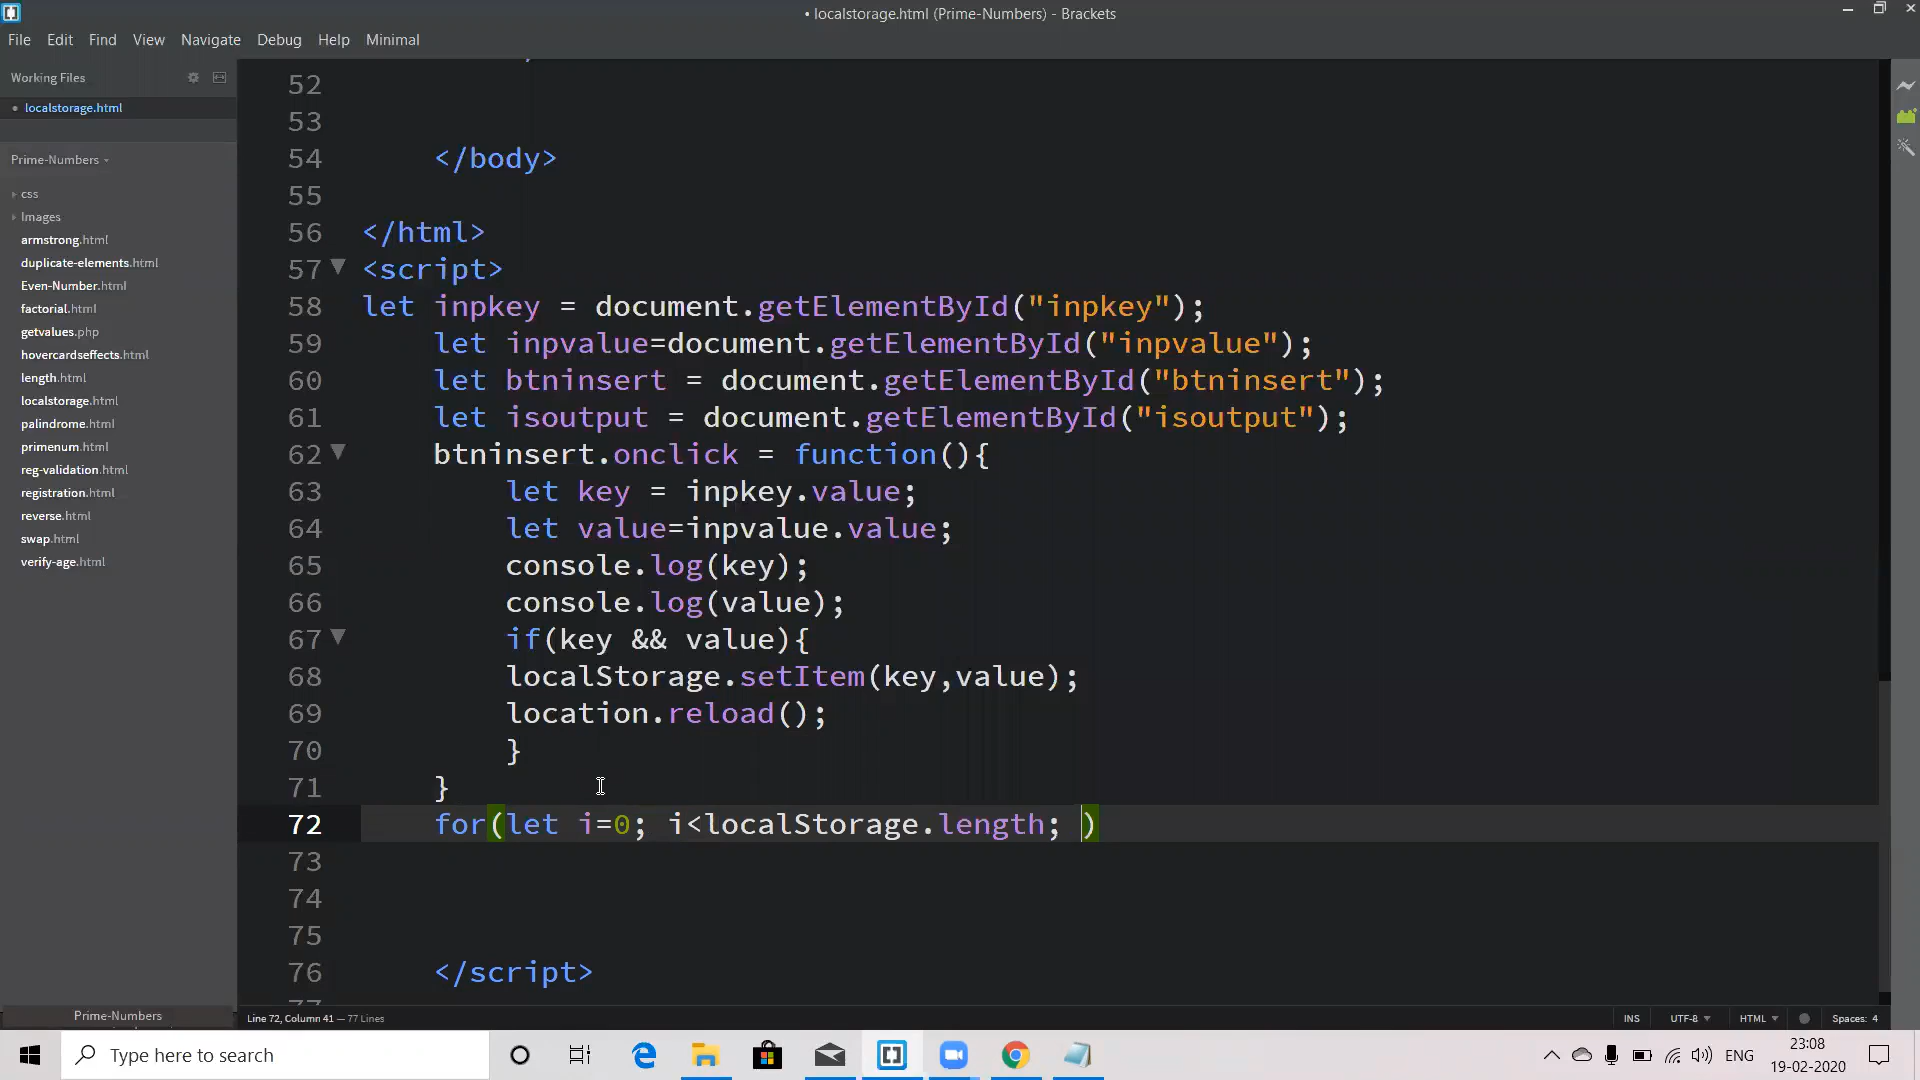 • localstorage.html (Prime-Numbers) - Brackets
File Edit Find View Navigate Debug Help Minimal
Working Files
• localstorage.html
Prime-Numbers
css
Images
armstrong.html
duplicate-elements.html
Even-Number.html
factorial.html
getvalues.php
hovercardseffects.html
length.html
localstorage.html
palindrome.html
primenum.html
reg-validation.html
registration.html
reverse.html
swap.html
verify-age.html
Prime-Numbers
52
53
54 </body>
55
56 </html>
57 <script>
58 let inpkey = document.getElementById("inpkey");
59 let inpvalue=document.getElementById("inpvalue");
60 let btninsert = document.getElementById("btninsert");
61 let isoutput = document.getElementById("isoutput");
62 btninsert.onclick = function(){
63 let key = inpkey.value;
64 let value=inpvalue.value;
65 console.log(key);
66 console.log(value);
67 if(key && value){
68 localStorage.setItem(key,value);
69 location.reload();
70 }
71 }
72 for(let i=0; i<localStorage.length; )
73
74
75
76 </script>
Line 72, Column 41 — 77 Lines
INS UTF-8 HTML Spaces: 4
Type here to search
ENG
23:08
19-02-2020